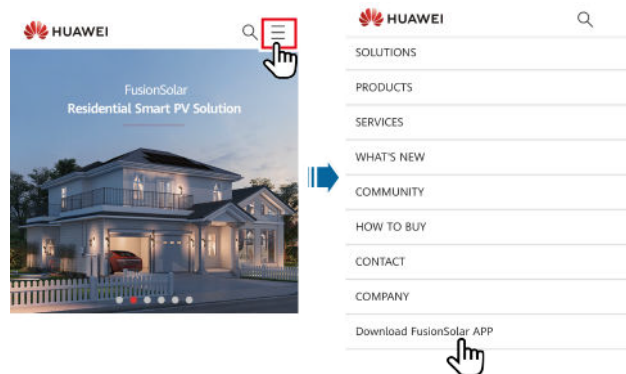 HUAWEI
FusionSolar
Residential Smart PV Solution
HUAWEI
SOLUTIONS
PRODUCTS
SERVICES
WHAT'S NEW
COMMUNITY
HOW TO BUY
CONTACT
COMPANY
Download FusionSolar APP